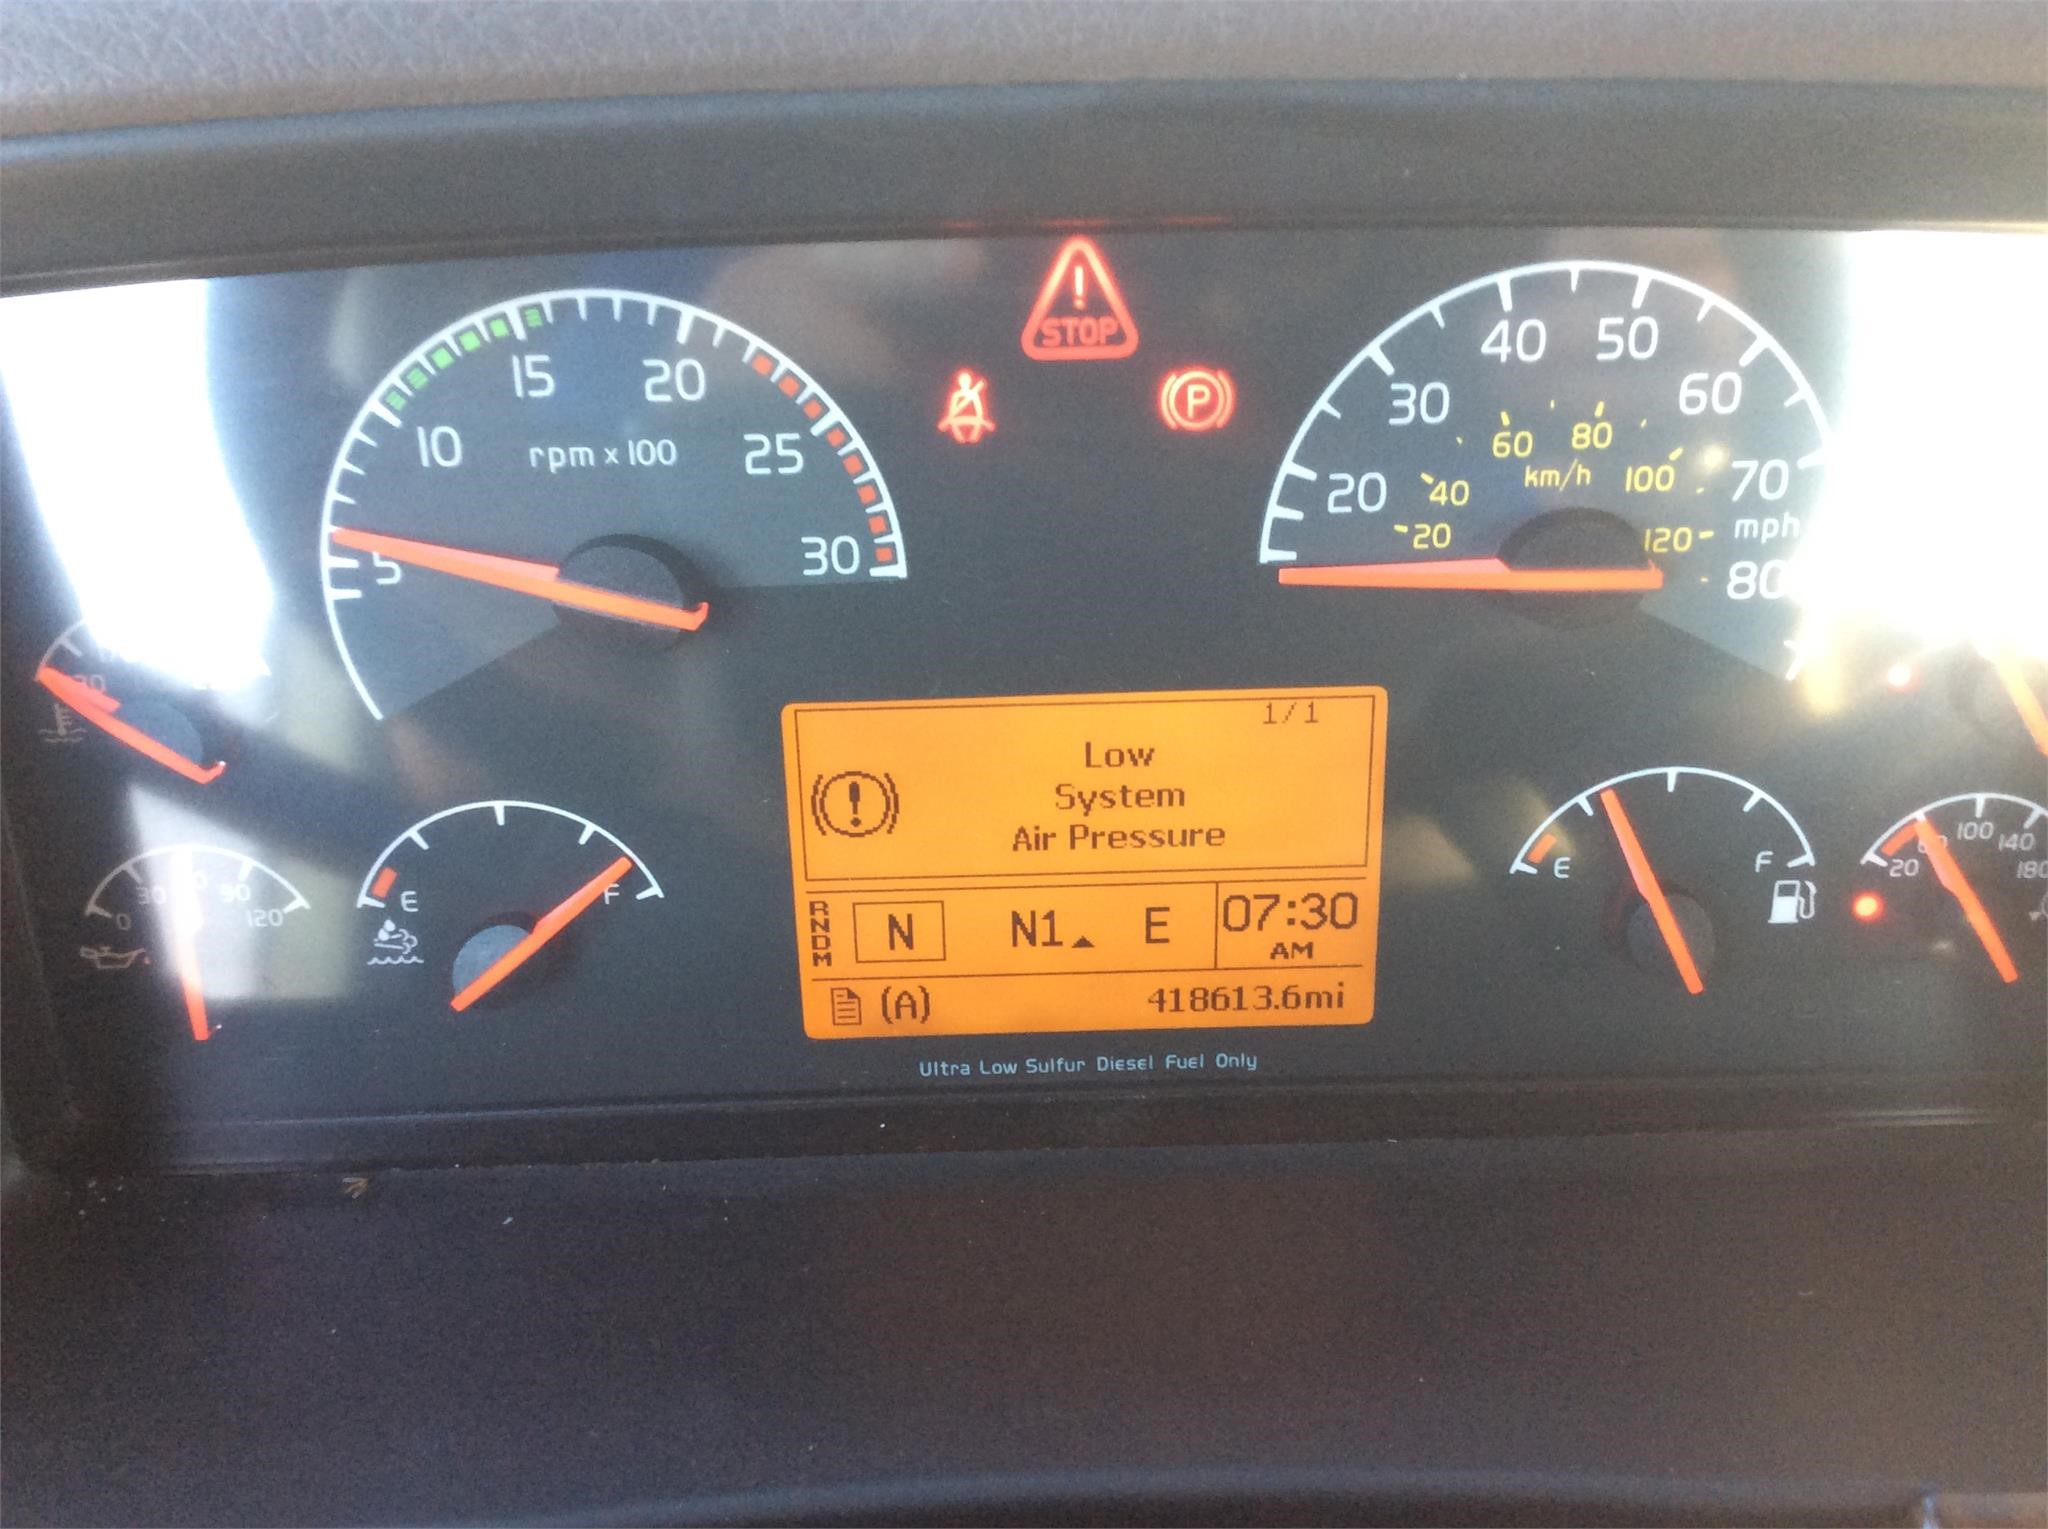 STOP
5
10
15
20
25
30
rpm x 100
P
20
30
40
50
60
70
80
mph
20
40
60
80
100
120
km/h
1/1
Low
System
Air Pressure
RNDM
N
N1
E
07:30
AM
(A)
418613.6mi
Ultra Low Sulfur Diesel Fuel Only
0
30
90
120
E
F
E
F
20
100
140
180